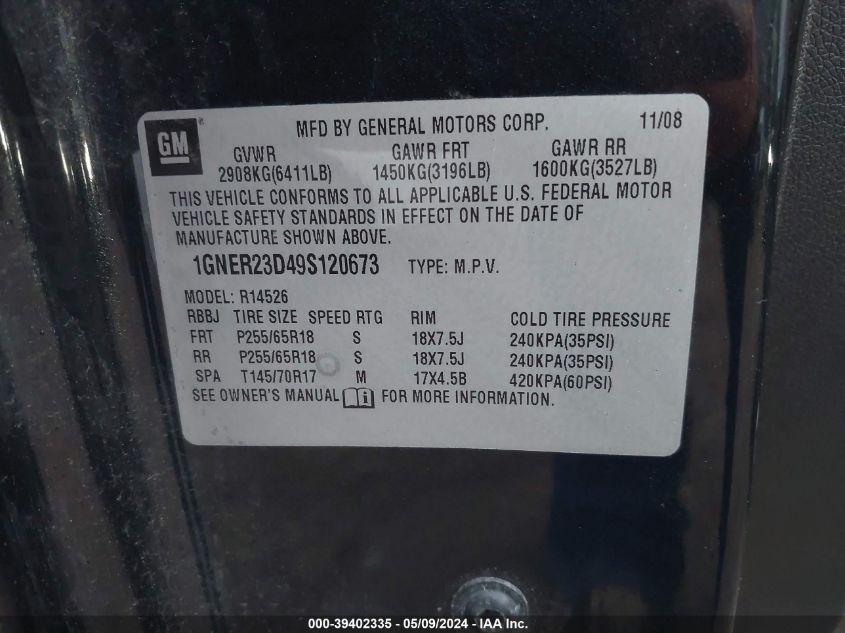 GM ® MFD BY GENERAL MOTORS CORP. 11/08
GVWR GAWR FRT GAWR RR
2908KG(6411LB) 1450KG(3196LB) 1600KG(3527LB)
THIS VEHICLE CONFORMS TO ALL APPLICABLE U.S. FEDERAL MOTOR
VEHICLE SAFETY STANDARDS IN EFFECT ON THE DATE OF
MANUFACTURE SHOWN ABOVE.
1GNER23D49S120673 TYPE: M.P.V.
MODEL: R14526
RBBJ TIRE SIZE SPEED RTG RIM COLD TIRE PRESSURE
FRT P255/65R18 S 18X7.5J 240KPA(35PSI)
RR P255/65R18 S 18X7.5J 240KPA(35PSI)
SPA T145/70R17 M 17X4.5B 420KPA(60PSI)
SEE OWNER'S MANUAL i FOR MORE INFORMATION.
000-39402335 - 05/09/2024 - IAA Inc.